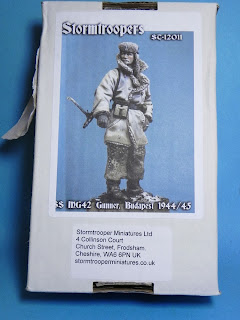 Stormtroopers
SC-12011
SS MG42 Gunner, Budapest 1944/45
Stormtrooper Miniatures Ltd
4 Collinson Court
Church Street, Frodsham.
Cheshire, WA6 6PN UK
stormtrooperminiatures.co.uk